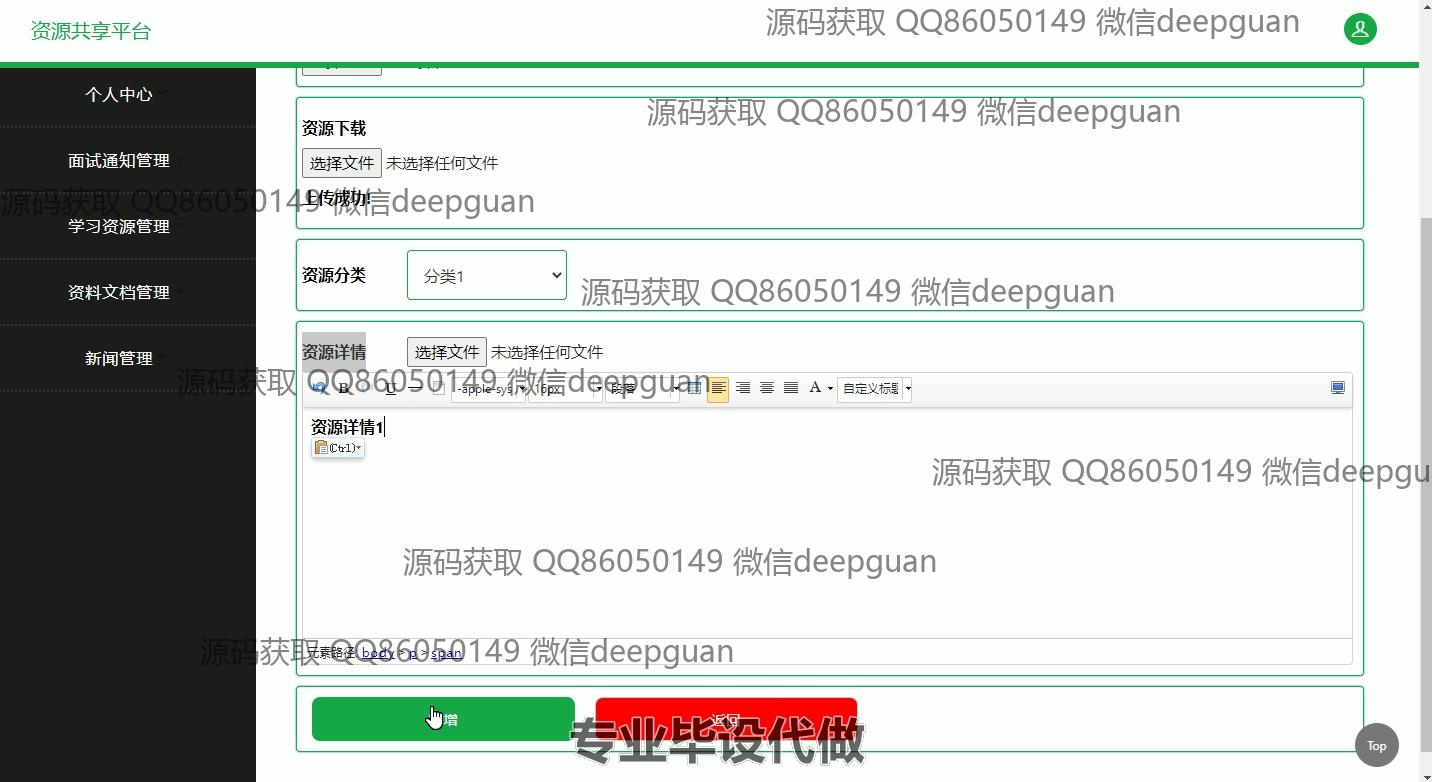 资源共享平台
源码获取 QQ86050149 微信deepguan
个人中心
源码获取 QQ86050149 微信deepguan
资源下载
面试通知管理
选择文件 未选择任何文件
上传成功!
源码获取 QQ86050149 微信deepguan
学习资源管理
资源分类
分类1
源码获取 QQ86050149 微信deepguan
资料文档管理
资源详情
选择文件 未选择任何文件
新闻管理
源码获取 QQ86050149 微信deepguan
B U -apple-sys 16px 段落 A 自定义标题
资源详情1
(Ctrl)
源码获取 QQ86050149 微信deepgu
源码获取 QQ86050149 微信deepguan
元素路径: body > p > span
源码获取 QQ86050149 微信deepguan
增
返回
专业毕设代做
Top